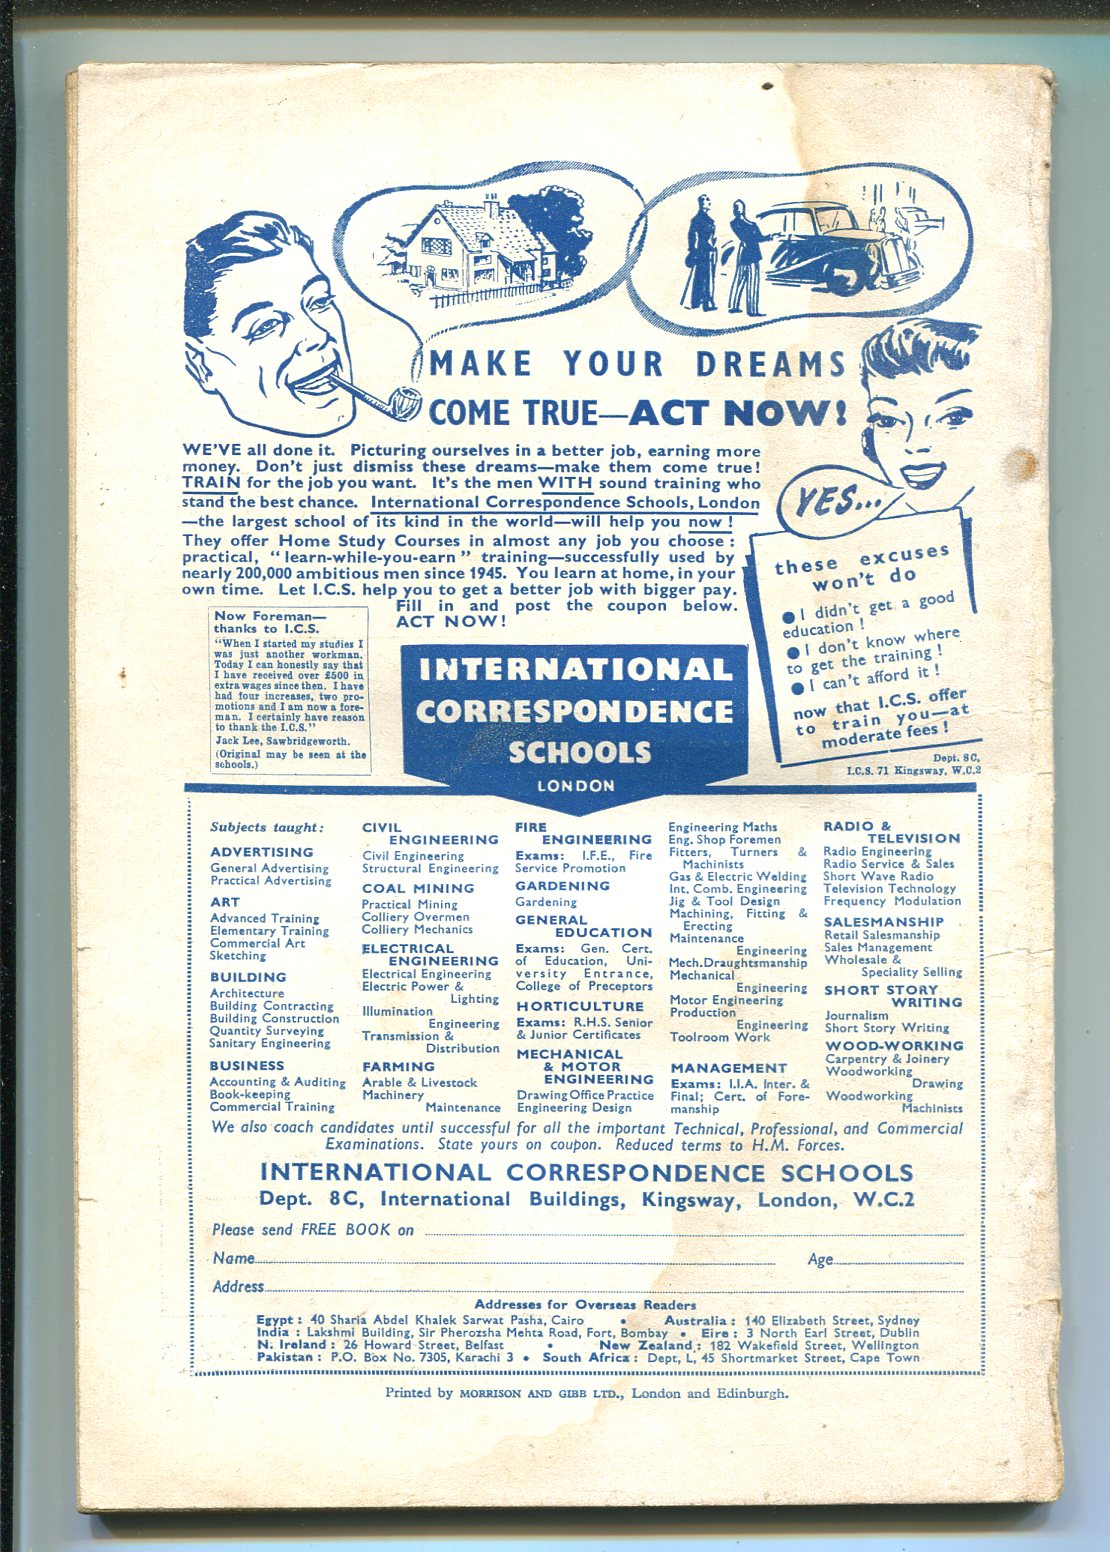 MAKE YOUR DREAMS
COME TRUE—ACT NOW!
WE'VE all done it. Picturing ourselves in a better job, earning more
money. Don't just dismiss these dreams—make them come true!
TRAIN for the job you want. It's the men WITH sound training who
stand the best chance. International Correspondence Schools, London
—the largest school of its kind in the world—will help you now!
They offer Home Study Courses in almost any job you choose:
practical, "learn-while-you-earn" training—successfully used by
nearly 200,000 ambitious men since 1945. You learn at home, in your
own time. Let I.C.S. help you to get a better job with bigger pay.
Fill in and post the coupon below.
ACT NOW!
YES...
these excuses
won't do
● I didn't get a good
education!
● I don't know where
to get the training!
● I can't afford it!
now that I.C.S. offer
to train you—at
moderate fees!
Dept. 8C,
I.C.S. 71 Kingsway, W.C.2
Now Foreman—
thanks to I.C.S.
"When I started my studies I
was just another workman.
Today I can honestly say that
I have received over £500 in
extra wages since then. I have
had four increases, two pro-
motions and I am now a fore-
man. I certainly have reason
to thank the I.C.S."
Jack Lee, Sawbridgeworth.
(Original may be seen at the
schools.)
INTERNATIONAL
CORRESPONDENCE
SCHOOLS
LONDON
Subjects taught:
ADVERTISING
General Advertising
Practical Advertising
ART
Advanced Training
Elementary Training
Commercial Art
Sketching
BUILDING
Architecture
Building Contracting
Building Construction
Quantity Surveying
Sanitary Engineering
BUSINESS
Accounting & Auditing
Book-keeping
Commercial Training
CIVIL
ENGINEERING
Civil Engineering
Structural Engineering
COAL MINING
Practical Mining
Colliery Overmen
Colliery Mechanics
ELECTRICAL
ENGINEERING
Electrical Engineering
Electric Power &
Lighting
Illumination
Engineering
Transmission &
Distribution
FARMING
Arable & Livestock
Machinery
Maintenance
FIRE
ENGINEERING
Exams: I.F.E., Fire
Service Promotion
GARDENING
Gardening
GENERAL
EDUCATION
Exams: Gen. Cert.
of Education, Uni-
versity Entrance,
College of Preceptors
HORTICULTURE
Exams: R.H.S. Senior
& Junior Certificates
MECHANICAL
& MOTOR
ENGINEERING
Drawing Office Practice
Engineering Design
Engineering Maths
Eng. Shop Foremen
Fitters, Turners &
Machinists
Gas & Electric Welding
Int. Comb. Engineering
Jig & Tool Design
Machining, Fitting &
Erecting
Maintenance
Engineering
Mech. Draughtsmanship
Mechanical
Engineering
Motor Engineering
Production
Engineering
Toolroom Work
MANAGEMENT
Exams: I.I.A. Inter. &
Final; Cert. of Fore-
manship
RADIO &
TELEVISION
Radio Engineering
Radio Service & Sales
Short Wave Radio
Television Technology
Frequency Modulation
SALESMANSHIP
Retail Salesmanship
Sales Management
Wholesale &
Speciality Selling
SHORT STORY
WRITING
Journalism
Short Story Writing
WOOD-WORKING
Carpentry & Joinery
Woodworking
Drawing
Woodworking
Machinists
We also coach candidates until successful for all the important Technical, Professional, and Commercial
Examinations. State yours on coupon. Reduced terms to H.M. Forces.
INTERNATIONAL CORRESPONDENCE SCHOOLS
Dept. 8C, International Buildings, Kingsway, London, W.C.2
Please send FREE BOOK on
Name Age
Address
Addresses for Overseas Readers
Egypt: 40 Sharia Abdel Khalek Sarwat Pasha, Cairo • Australia: 140 Elizabeth Street, Sydney
India: Lakshmi Building, Sir Pherozsha Mehta Road, Fort, Bombay • Eire: 3 North Earl Street, Dublin
N. Ireland: 26 Howard Street, Belfast • New Zealand: 182 Wakefield Street, Wellington
Pakistan: P.O. Box No. 7305, Karachi 3 • South Africa: Dept, L, 45 Shortmarket Street, Cape Town
Printed by MORRISON AND GIBB LTD., London and Edinburgh.